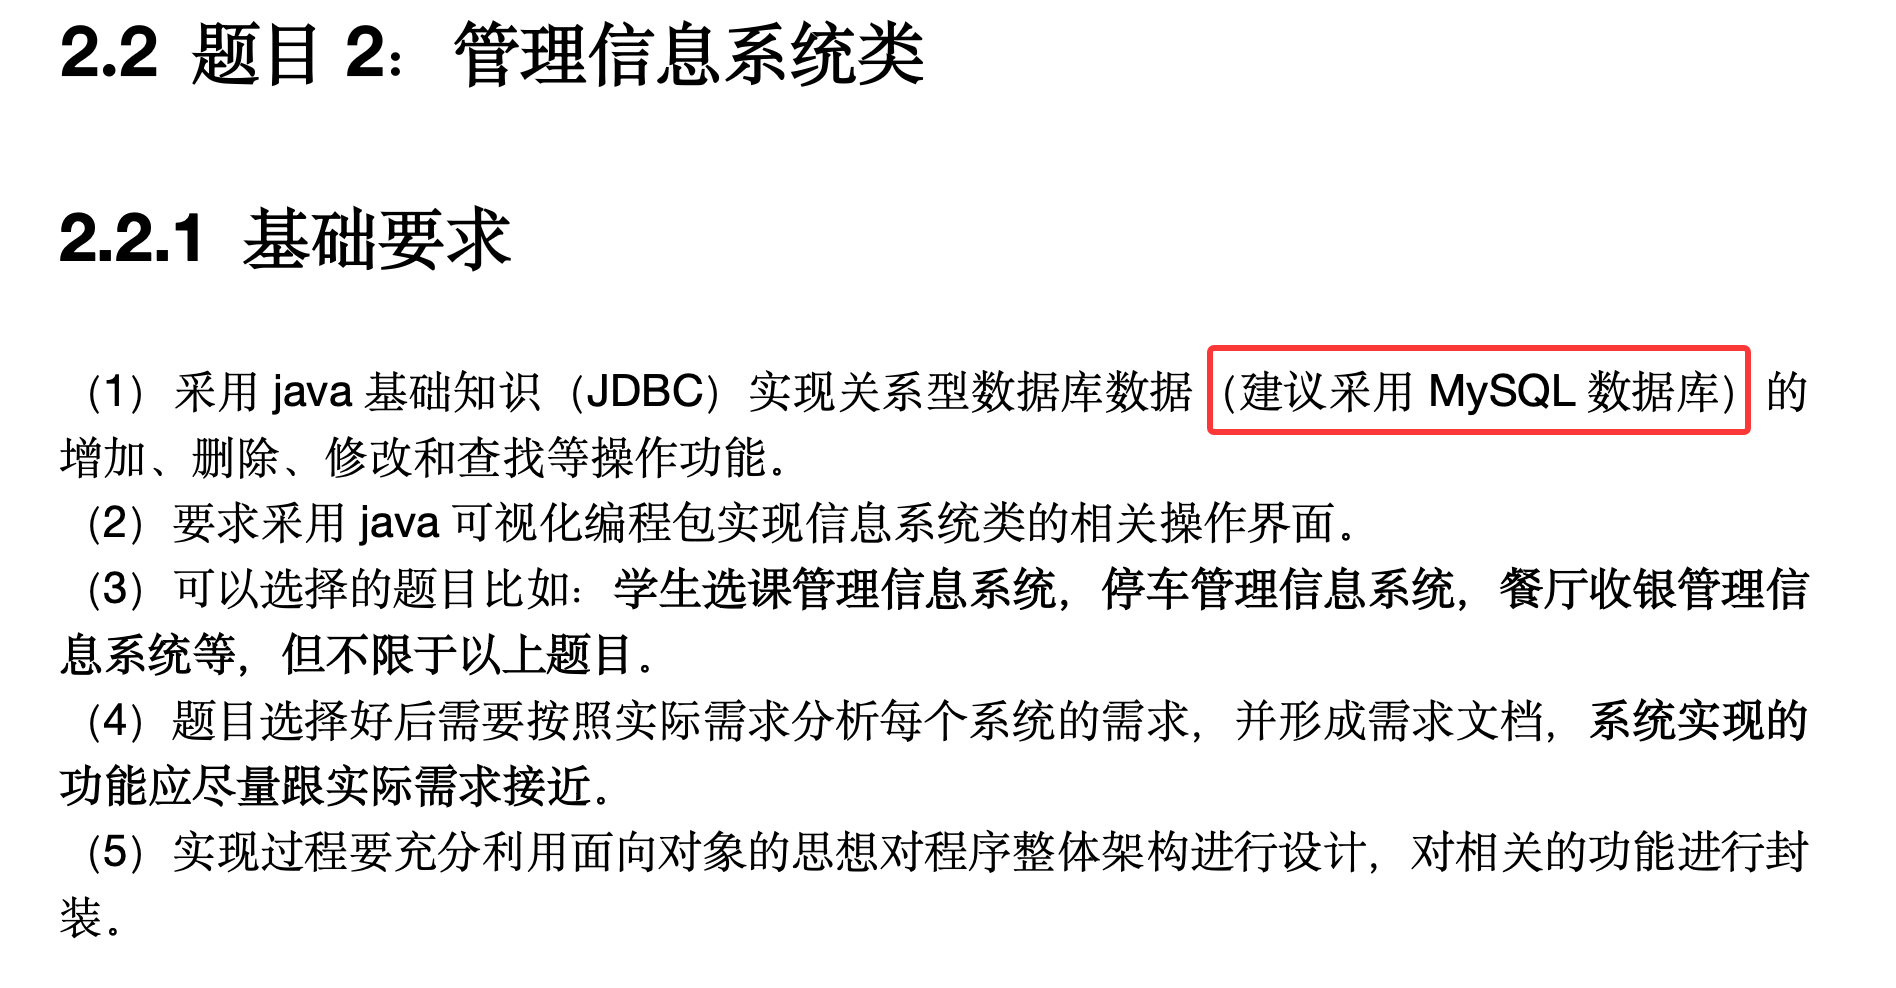 2.2 题目 2： 管理信息系统类
2.2.1 基础要求
（1）采用 java 基础知识（JDBC）实现关系型数据库数据（建议采用 MySQL 数据库）的
增加、删除、修改和查找等操作功能。
（2）要求采用 java 可视化编程包实现信息系统类的相关操作界面。
（3）可以选择的题目比如：学生选课管理信息系统，停车管理信息系统，餐厅收银管理信
息系统等，但不限于以上题目。
（4）题目选择好后需要按照实际需求分析每个系统的需求，并形成需求文档，系统实现的
功能应尽量跟实际需求接近。
（5）实现过程要充分利用面向对象的思想对程序整体架构进行设计，对相关的功能进行封
装。